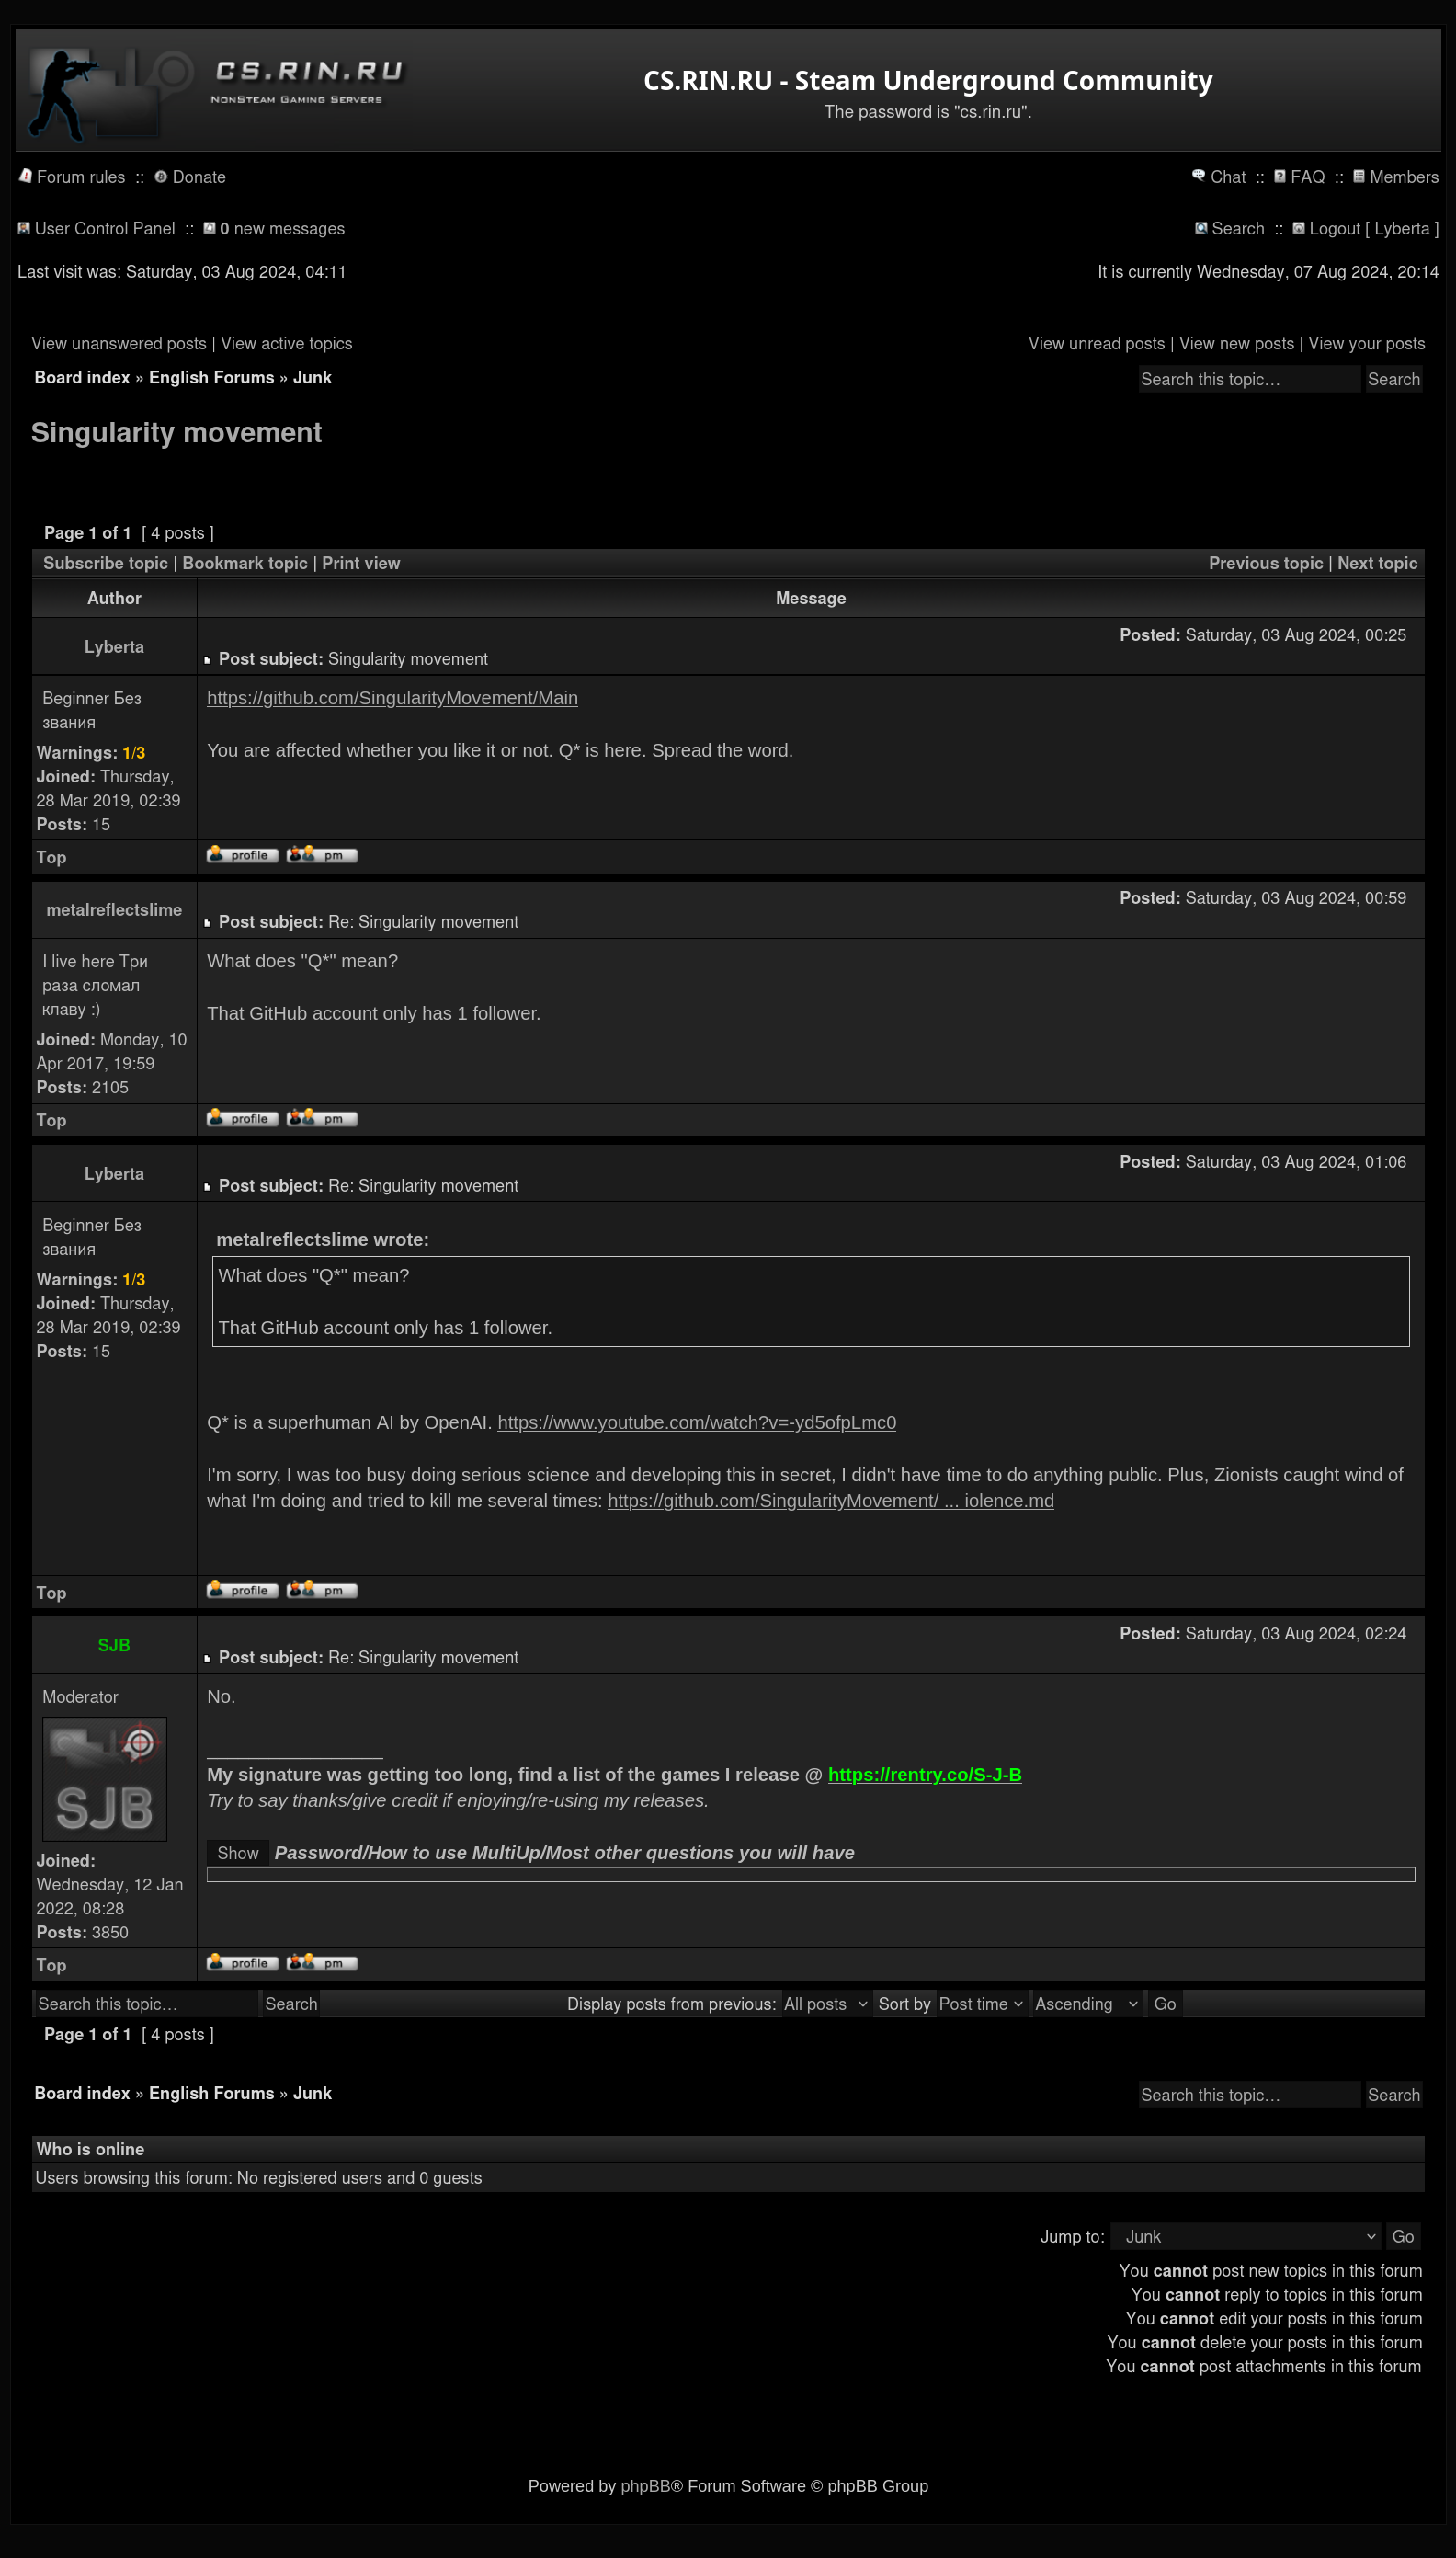 CS.RIN.RU
NonSteam Gaming Servers
CS.RIN.RU - Steam Underground Community
The password is "cs.rin.ru".
Forum rules :: Donate
Chat :: FAQ :: Members
User Control Panel :: 0 new messages
Search :: Logout [ Lyberta ]
Last visit was: Saturday, 03 Aug 2024, 04:11
It is currently Wednesday, 07 Aug 2024, 20:14
View unanswered posts | View active topics
View unread posts | View new posts | View your posts
Board index » English Forums » Junk
Search this topic… Search
Singularity movement
Page 1 of 1 [ 4 posts ]
Subscribe topic | Bookmark topic | Print view
Previous topic | Next topic
Author
Message
Lyberta
Posted: Saturday, 03 Aug 2024, 00:25
Post subject: Singularity movement
Beginner Без
звания
Warnings: 1/3
Joined: Thursday,
28 Mar 2019, 02:39
Posts: 15
https://github.com/SingularityMovement/Main
You are affected whether you like it or not. Q* is here. Spread the word.
Top
profile pm
metalreflectslime
Posted: Saturday, 03 Aug 2024, 00:59
Post subject: Re: Singularity movement
I live here Три
раза сломал
клаву :)
Joined: Monday, 10
Apr 2017, 19:59
Posts: 2105
What does "Q*" mean?
That GitHub account only has 1 follower.
Top
profile pm
Lyberta
Posted: Saturday, 03 Aug 2024, 01:06
Post subject: Re: Singularity movement
Beginner Без
звания
Warnings: 1/3
Joined: Thursday,
28 Mar 2019, 02:39
Posts: 15
metalreflectslime wrote:
What does "Q*" mean?
That GitHub account only has 1 follower.
Q* is a superhuman AI by OpenAI. https://www.youtube.com/watch?v=-yd5ofpLmc0
I'm sorry, I was too busy doing serious science and developing this in secret, I didn't have time to do anything public. Plus, Zionists caught wind of
what I'm doing and tried to kill me several times: https://github.com/SingularityMovement/ ... iolence.md
Top
profile pm
SJB
Posted: Saturday, 03 Aug 2024, 02:24
Post subject: Re: Singularity movement
Moderator
SJB
Joined:
Wednesday, 12 Jan
2022, 08:28
Posts: 3850
No.
_________________
My signature was getting too long, find a list of the games I release @ https://rentry.co/S-J-B
Try to say thanks/give credit if enjoying/re-using my releases.
Show Password/How to use MultiUp/Most other questions you will have
Top
profile pm
Search this topic… Search
Display posts from previous: All posts Sort by Post time Ascending Go
Page 1 of 1 [ 4 posts ]
Board index » English Forums » Junk
Search this topic… Search
Who is online
Users browsing this forum: No registered users and 0 guests
Jump to: Junk Go
You cannot post new topics in this forum
You cannot reply to topics in this forum
You cannot edit your posts in this forum
You cannot delete your posts in this forum
You cannot post attachments in this forum
Powered by phpBB® Forum Software © phpBB Group